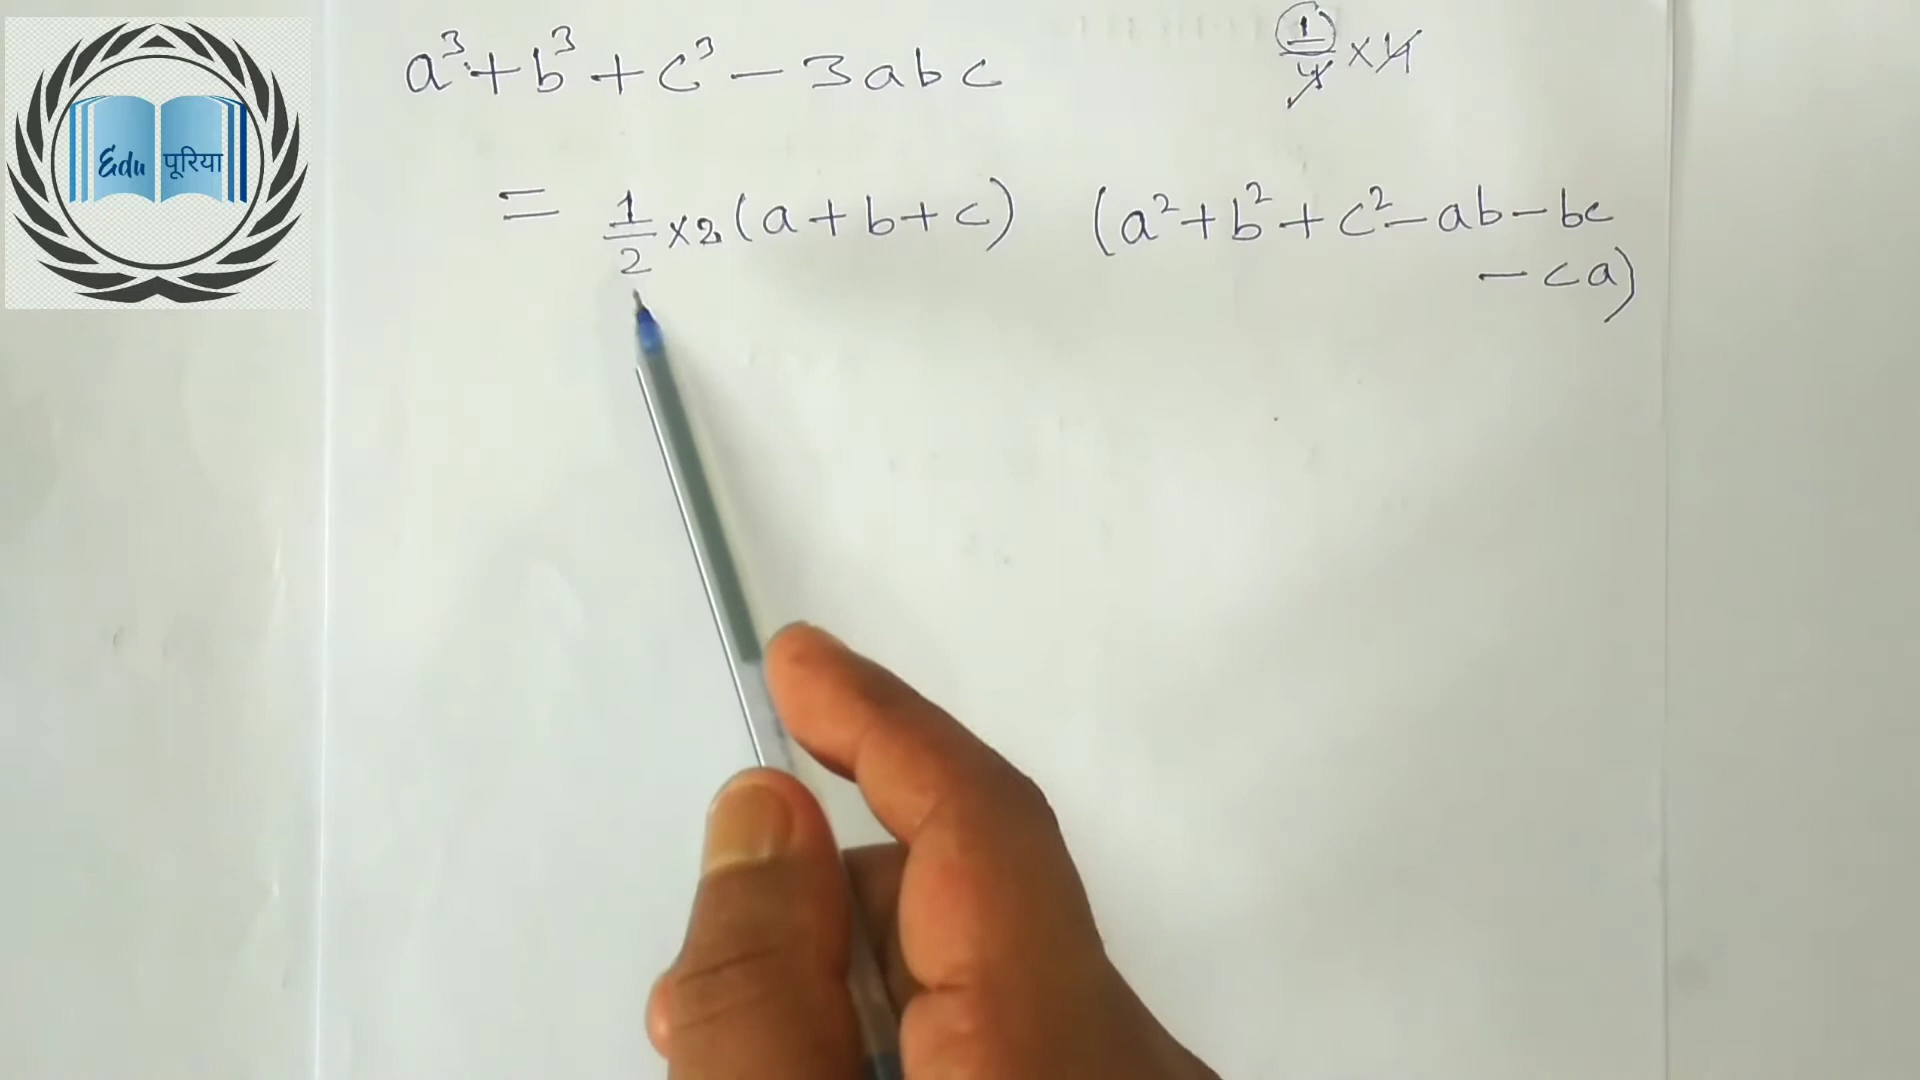 a³ + b³ + c³ - 3abc
1/4 × 4
Edu पूरिया
= 1/2 × 2 (a + b + c) (a² + b² + c² - ab - bc
- ca)